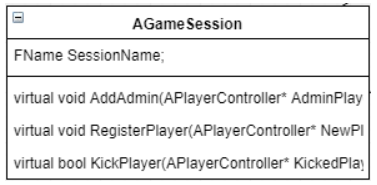 AGameSession
FName SessionName;
virtual void AddAdmin(APlayerController* AdminPlay
virtual void RegisterPlayer(APlayerController* NewPl
virtual bool KickPlayer(APlayerController* KickedPlay